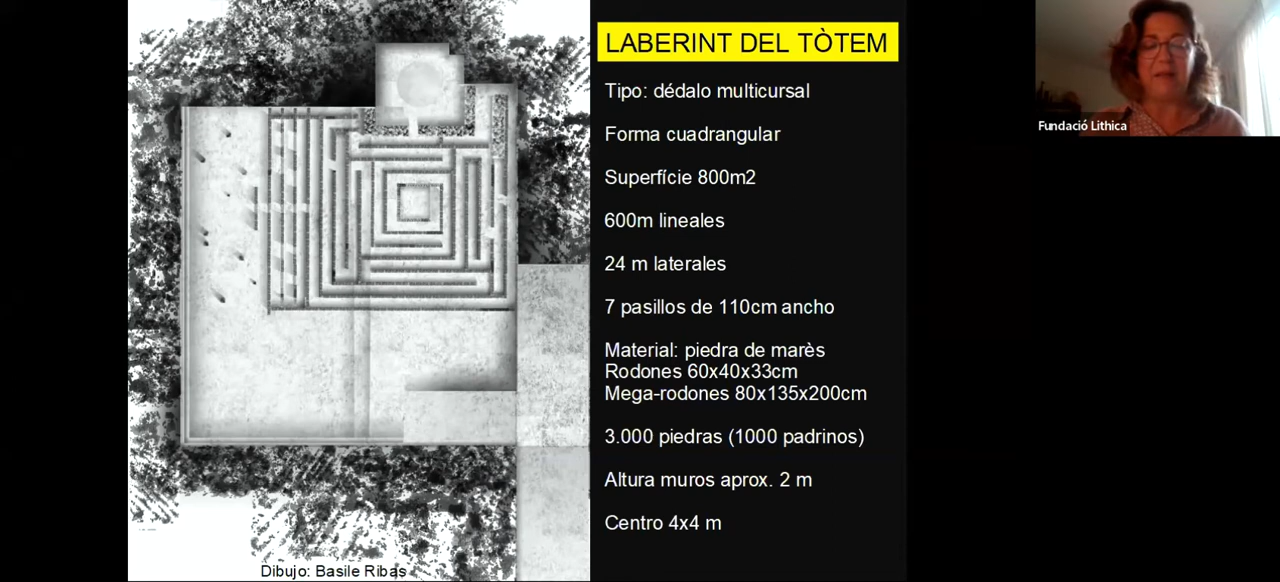 LABERINT DEL TÒTEM
Tipo: dédalo multicursal
Forma cuadrangular
Superfície 800m2
600m lineales
24 m laterales
7 pasillos de 110cm ancho
Material: piedra de marès
Rodones 60x40x33cm
Mega-rodones 80x135x200cm
3.000 piedras (1000 padrinos)
Altura muros aprox. 2 m
Centro 4x4 m
Dibujo: Basile Ribas
Fundació Lithica